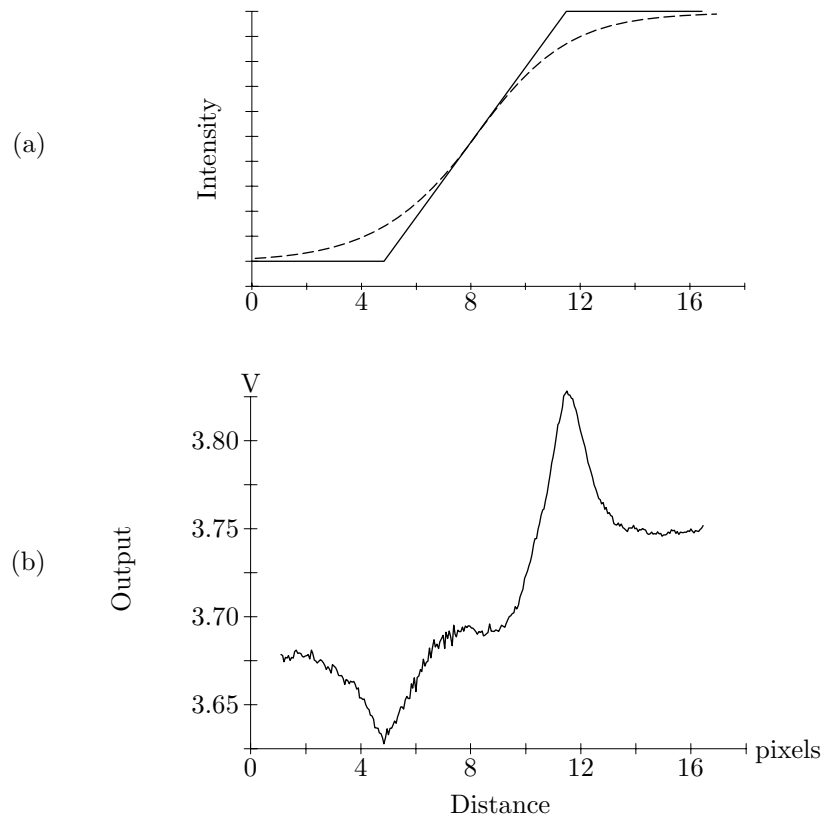 (a)
Intensity
0 4 8 12 16
V
3.80
3.75
3.70
3.65
(b)
Output
0 4 8 12 16 pixels
Distance